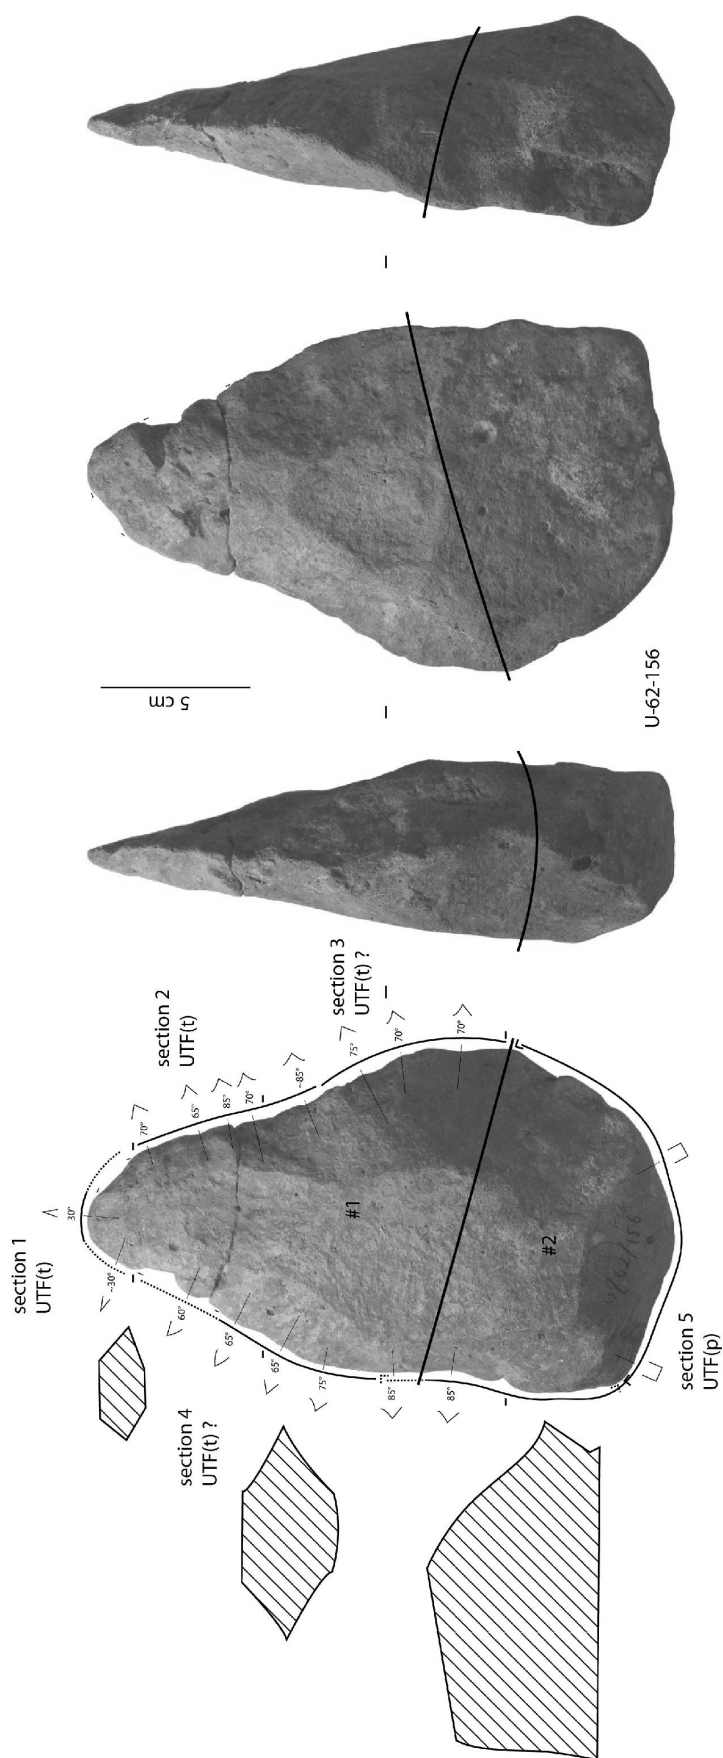 section 1
UTF(t)
section 2
UTF(t)
section 3
UTF(t) ?
section 4
UTF(t) ?
section 5
UTF(p)
30°
~30°
70°
65°
85°
70°
~85°
75°
70°
70°
60°
65°
65°
75°
85°
85°
#1
#2
5 cm
U-62-156